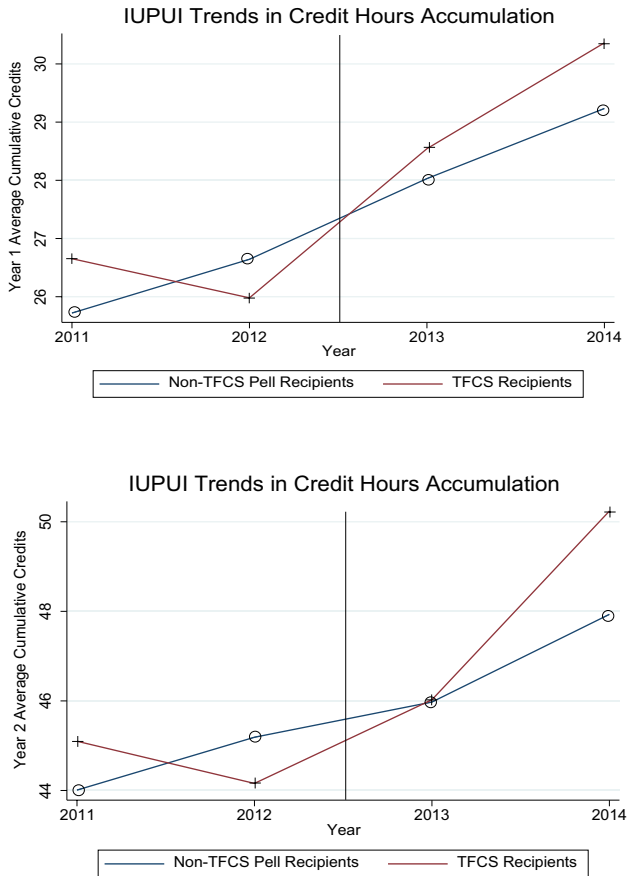 IUPUI Trends in Credit Hours Accumulation
Year 1 Average Cumulative Credits
30
29
28
27
26
2011
2012
2013
2014
Year
Non-TFCS Pell Recipients
TFCS Recipients
IUPUI Trends in Credit Hours Accumulation
Year 2 Average Cumulative Credits
50
48
46
44
2011
2012
2013
2014
Year
Non-TFCS Pell Recipients
TFCS Recipients